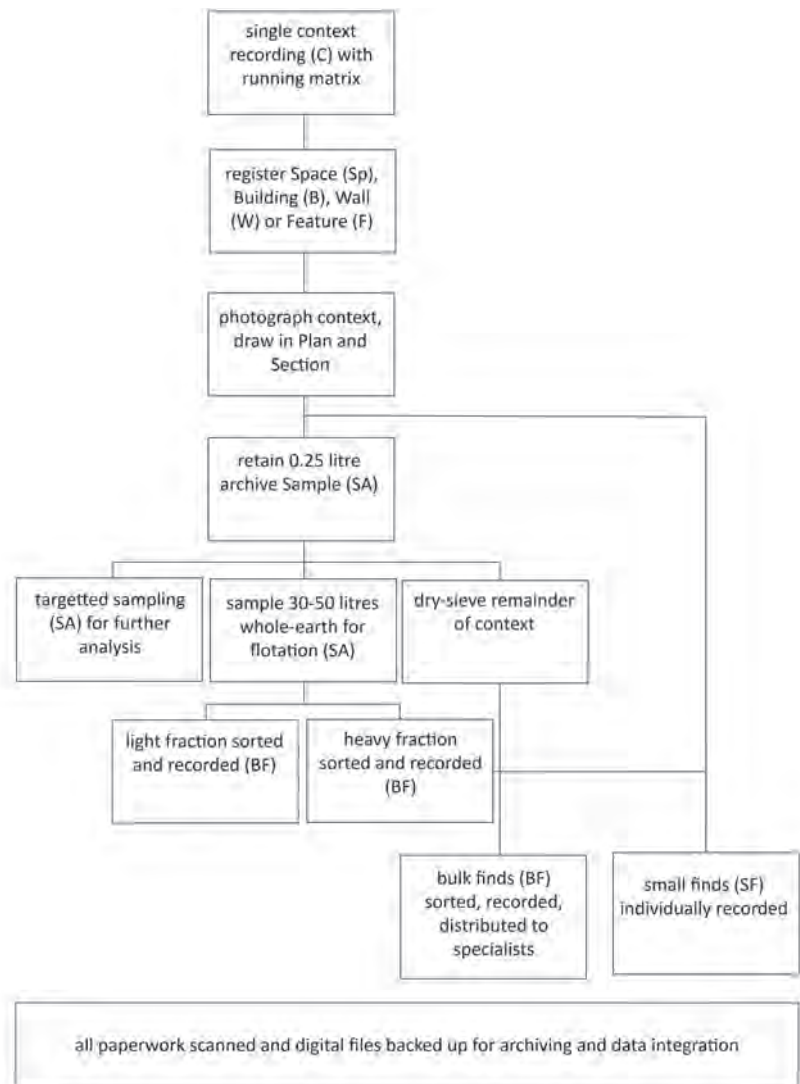 single context
recording (C) with
running matrix
register Space (Sp),
Building (B), Wall
(W) or Feature (F)
photograph context,
draw in Plan and
Section
retain 0.25 litre
archive Sample (SA)
targetted sampling
(SA) for further
analysis
sample 30-50 litres
whole-earth for
flotation (SA)
dry-sieve remainder
of context
light fraction sorted
and recorded (BF)
heavy fraction
sorted and recorded
(BF)
bulk finds (BF)
sorted, recorded,
distributed to
specialists
small finds (SF)
individually recorded
all paperwork scanned and digital files backed up for archiving and data integration